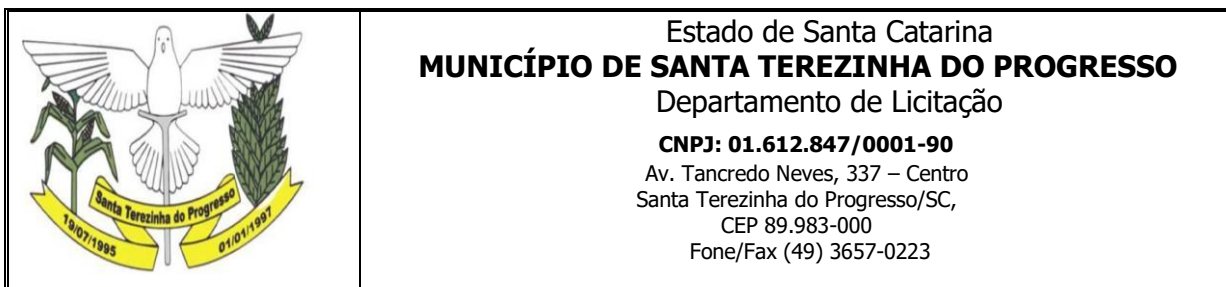 Santa Terezinha do Progresso
19/07/1995
01/01/1997
Estado de Santa Catarina
MUNICÍPIO DE SANTA TEREZINHA DO PROGRESSO
Departamento de Licitação
CNPJ: 01.612.847/0001-90
Av. Tancredo Neves, 337 – Centro
Santa Terezinha do Progresso/SC,
CEP 89.983-000
Fone/Fax (49) 3657-0223